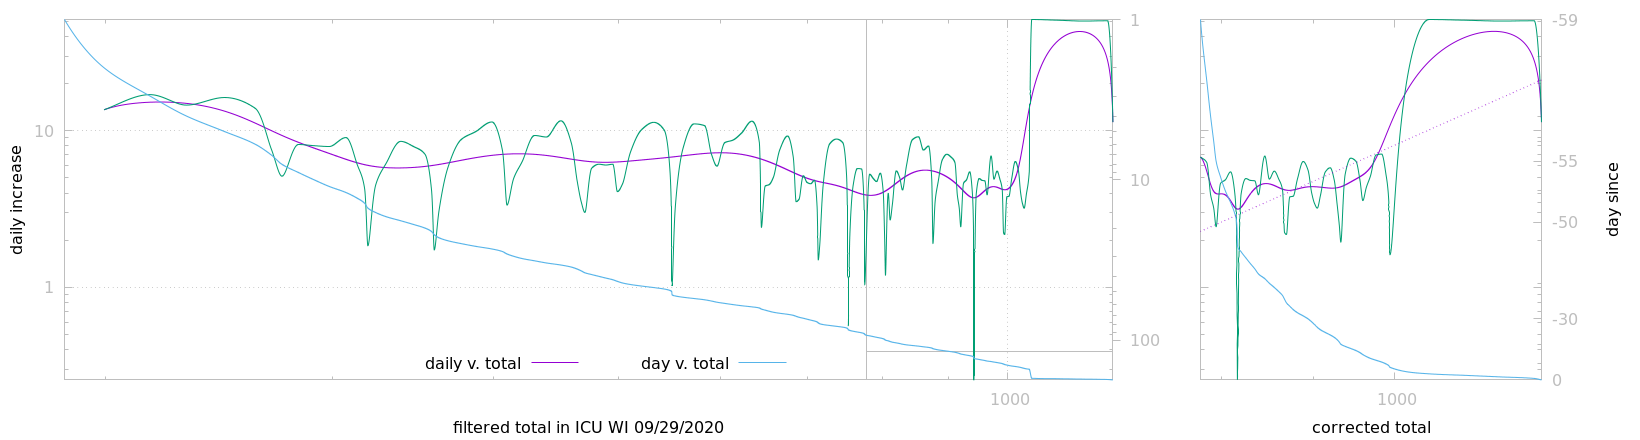 daily increase
10
1
daily v. total
day v. total
1
10
100
1000
filtered total in ICU WI 09/29/2020
-59
-55
-50
-30
0
day since
1000
corrected total